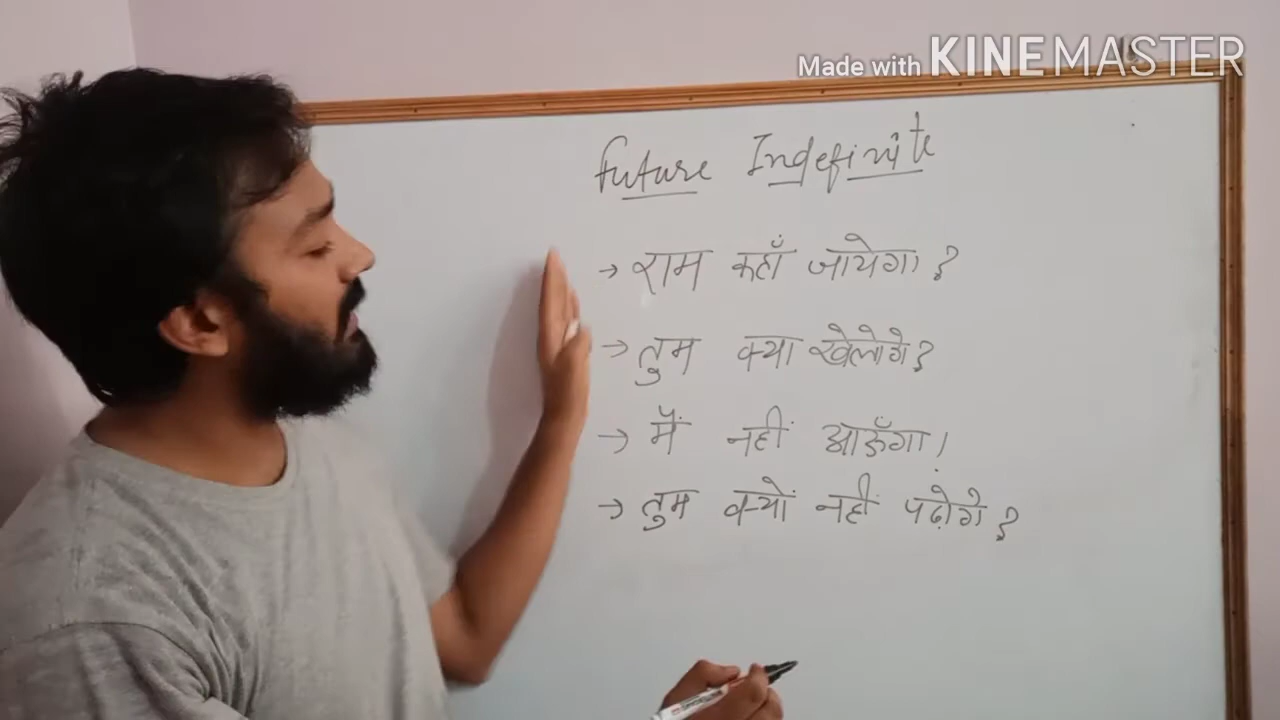 Made with KINEMASTER
Future Indefinite
→ राम कहाँ जायेगा?
→ तुम क्या खेलोगे?
→ मैं नहीं आऊँगा।
→ तुम क्यों नहीं पढ़ोगे?